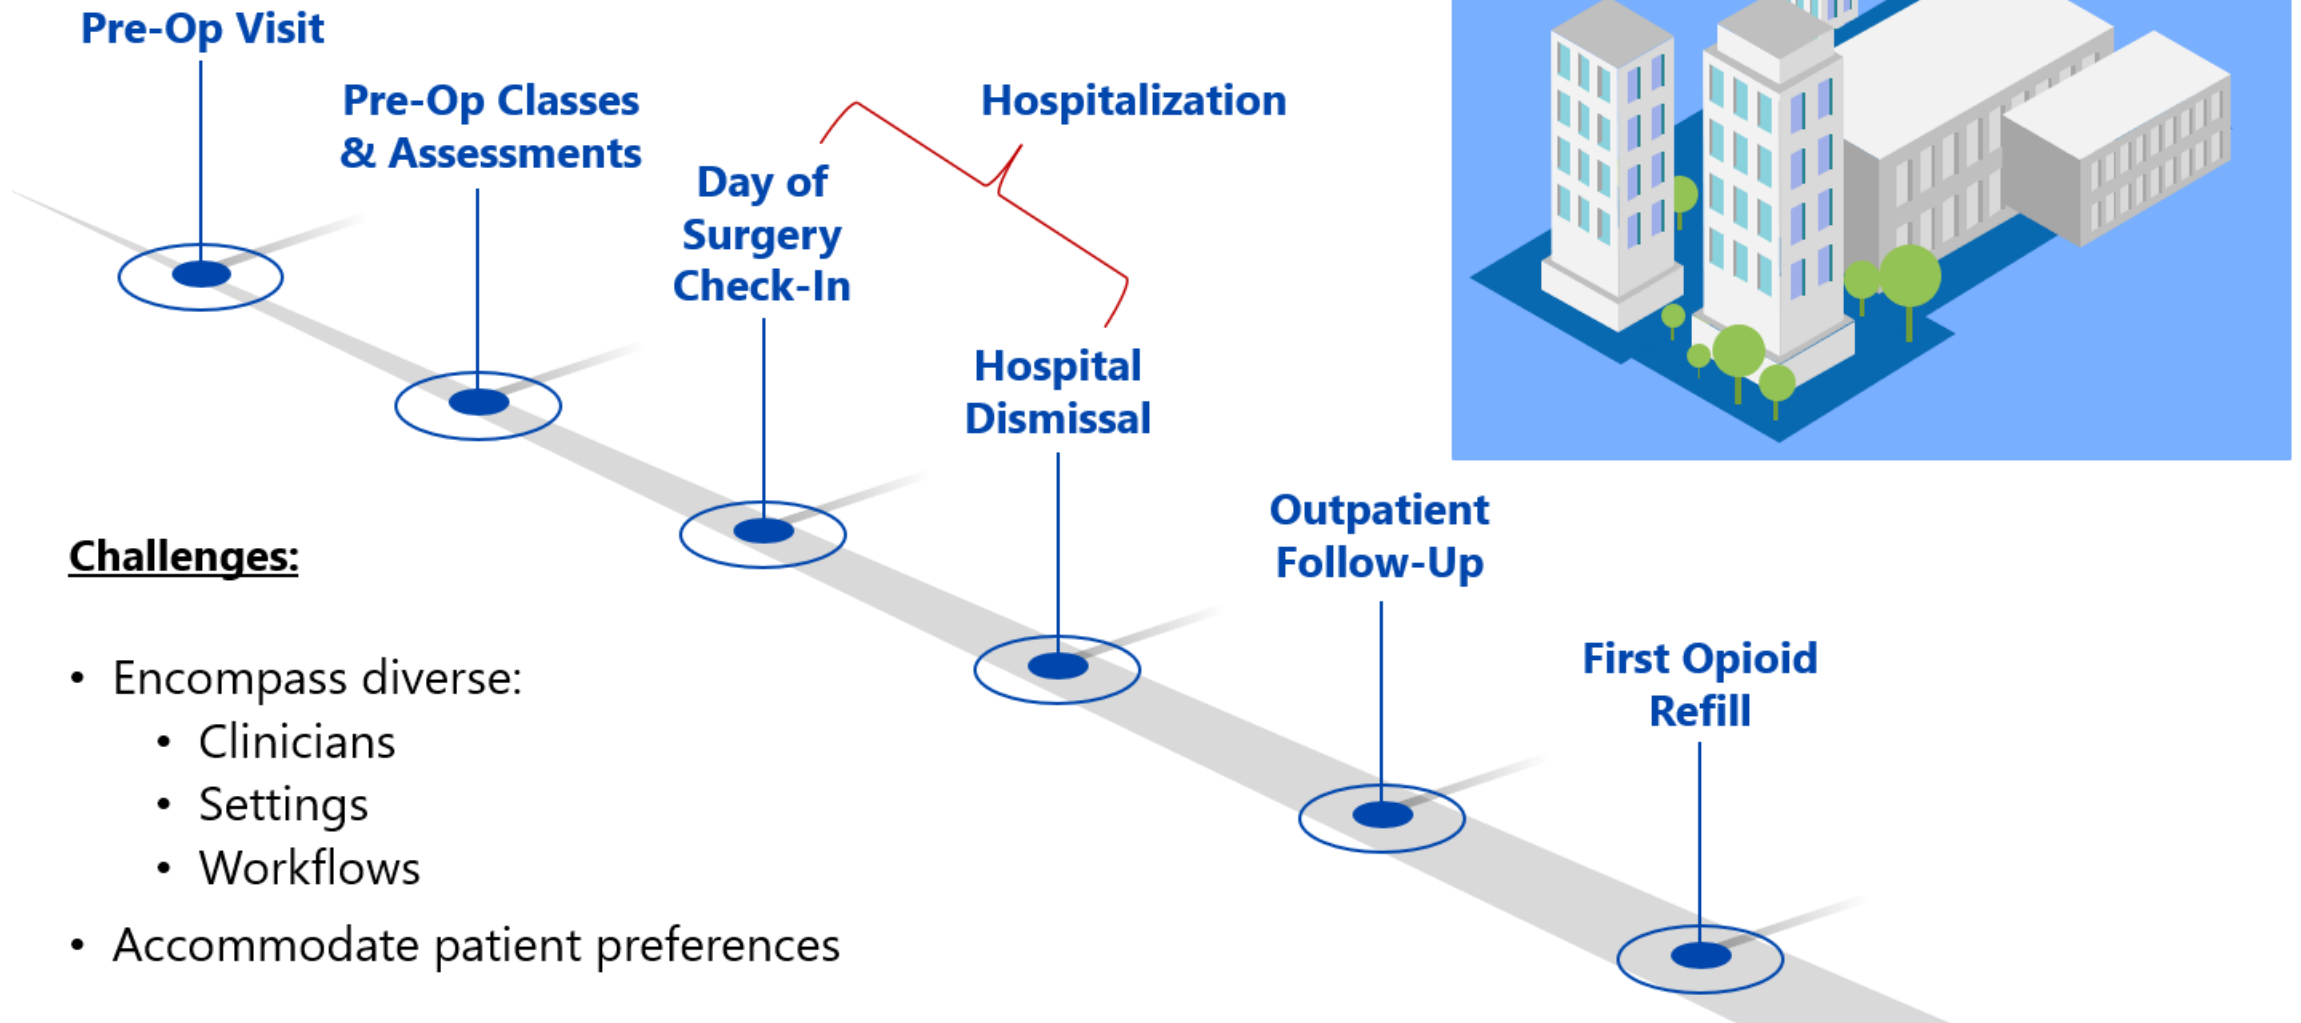 Pre-Op Visit
Pre-Op Classes
& Assessments
Day of
Surgery
Check-In
Hospitalization
Hospital
Dismissal
Outpatient
Follow-Up
First Opioid
Refill
Challenges:
• Encompass diverse:
• Clinicians
• Settings
• Workflows
• Accommodate patient preferences